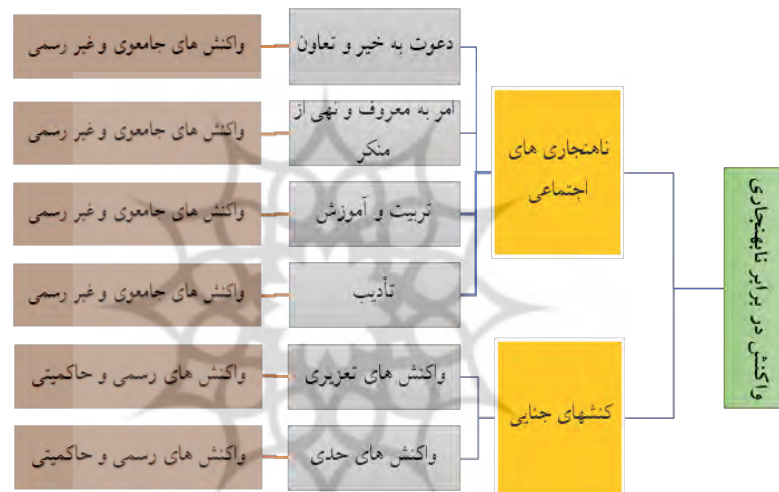 واکنش در برابر نابهنجاری
ناهنجاری های
اجتماعی
دعوت به خیر و تعاون
واکنش های جامعوی و غیر رسمی
امر به معروف و نهی از
منکر
واکنش های جامعوی و غیر رسمی
تربیت و آموزش
واکنش های جامعوی و غیر رسمی
تأدیب
واکنش های جامعوی و غیر رسمی
کنشهای جنایی
واکنش های تعزیری
واکنش های رسمی و حاکمیتی
واکنش های حدی
واکنش های رسمی و حاکمیتی